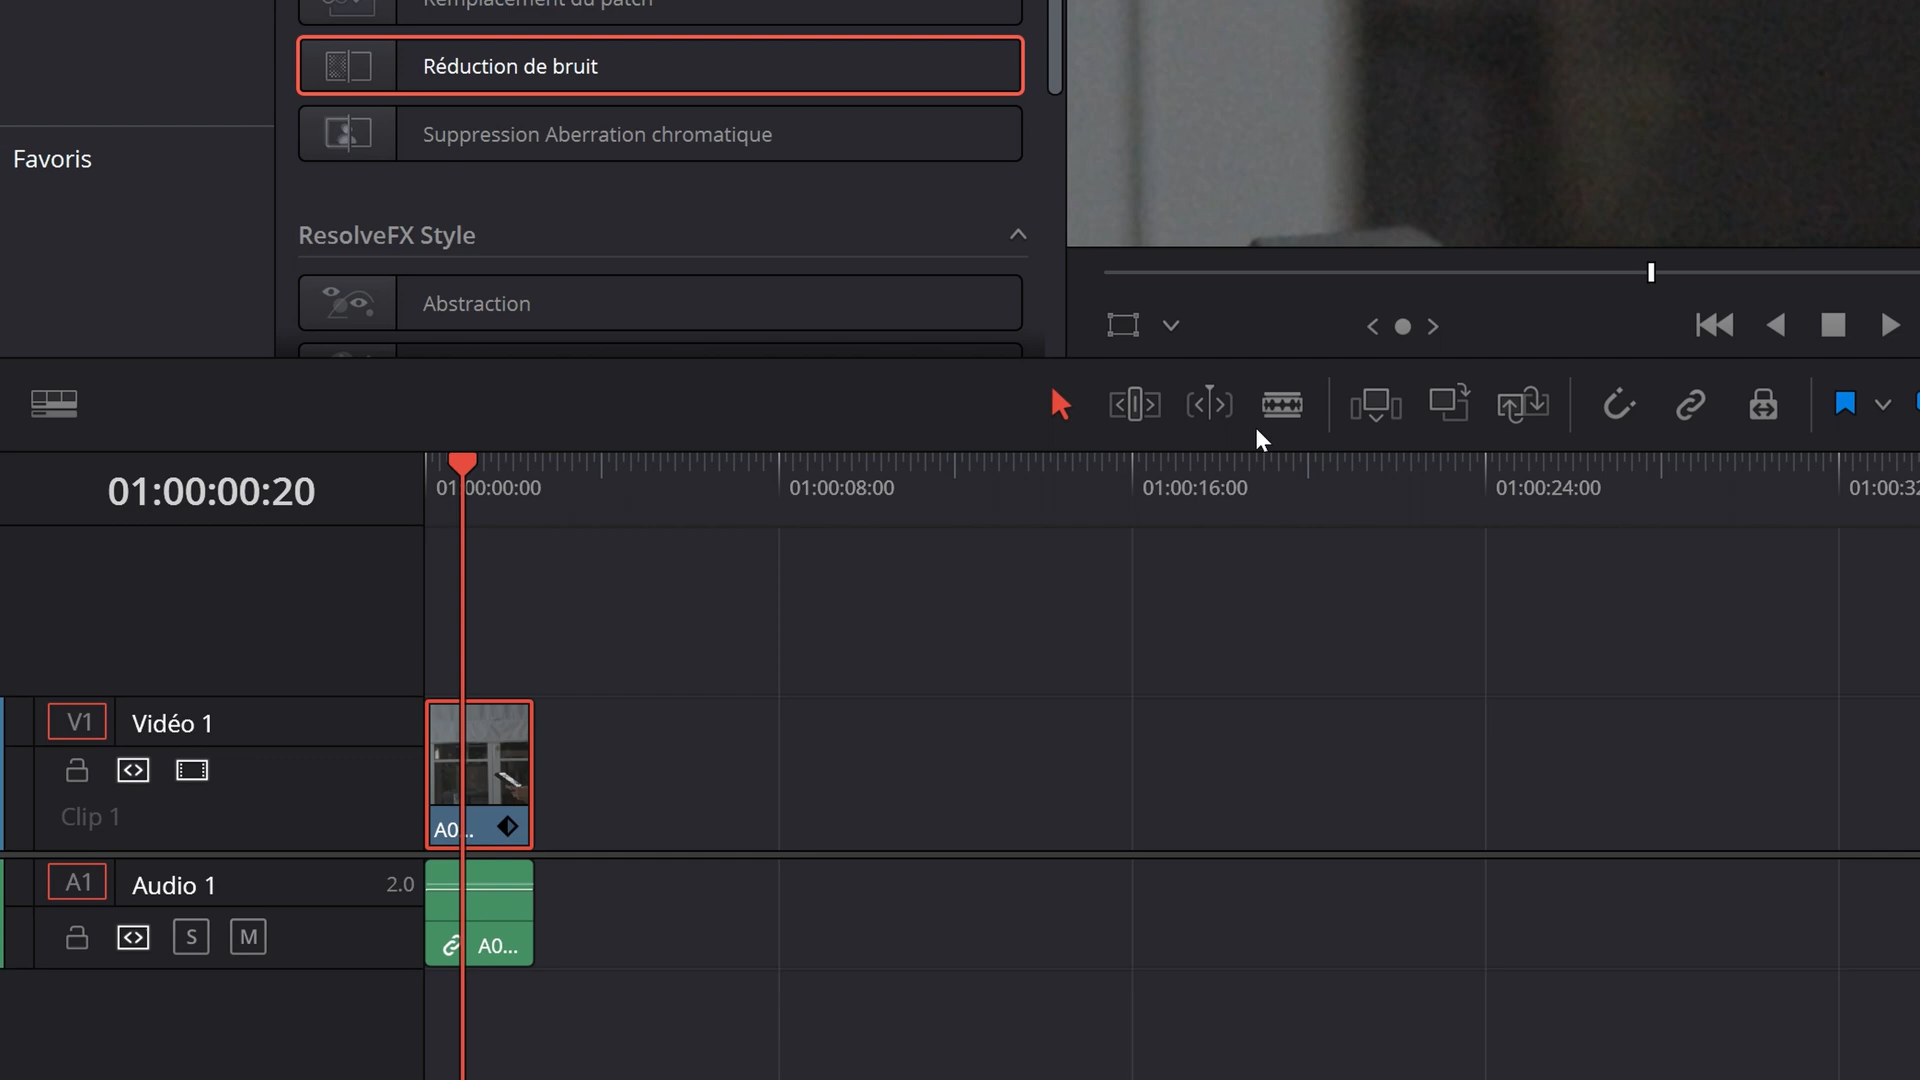 Remplacement du patch
Réduction de bruit
Suppression Aberration chromatique
Favoris
ResolveFX Style
Abstraction
01:00:00:20
01:00:00:00
01:00:08:00
01:00:16:00
01:00:24:00
01:00:32
V1
Vidéo 1
Clip 1
A0...
A1
Audio 1
2.0
S
M
A0...